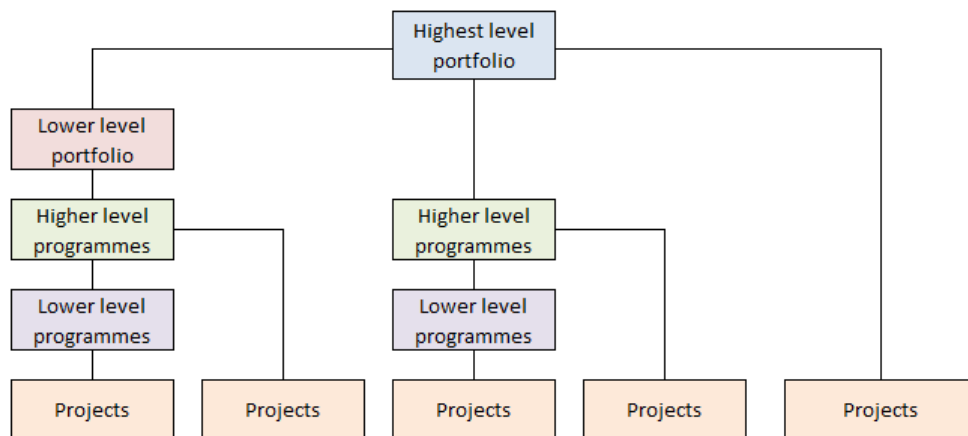 Highest level
portfolio
Lower level
portfolio
Higher level
programmes
Higher level
programmes
Lower level
programmes
Lower level
programmes
Projects
Projects
Projects
Projects
Projects